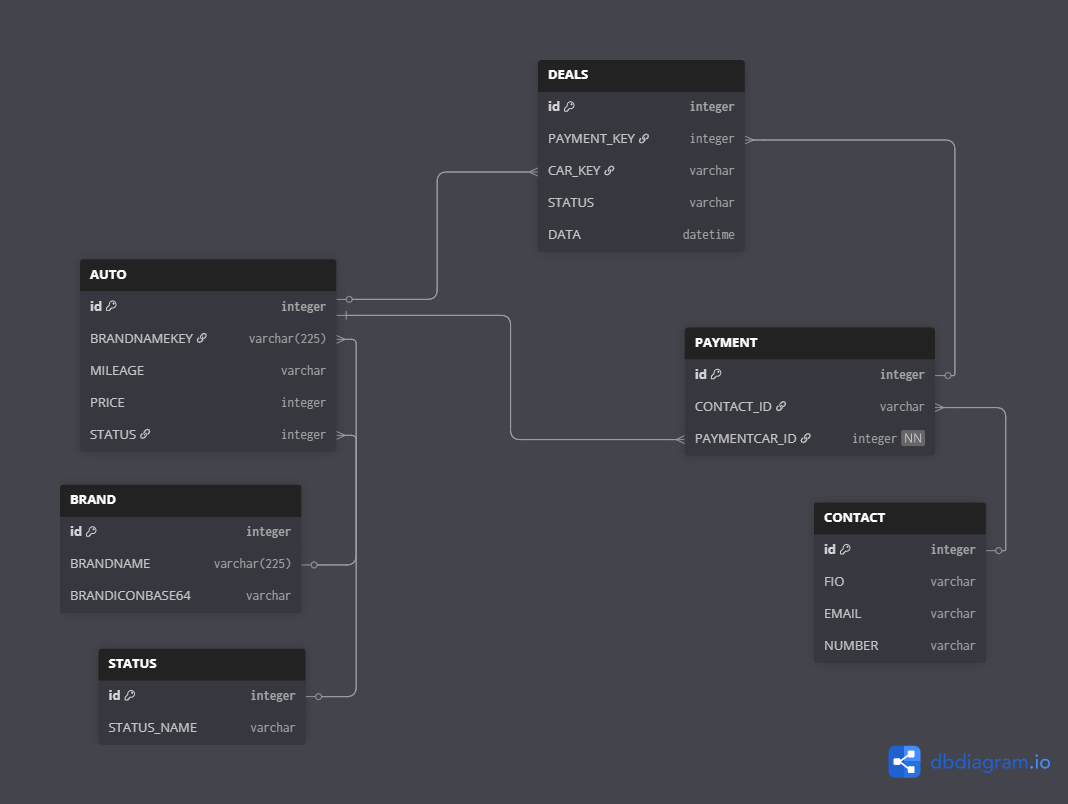 DEALS
id integer
PAYMENT_KEY integer
CAR_KEY varchar
STATUS varchar
DATA datetime
AUTO
id integer
BRANDNAMEKEY varchar(225)
MILEAGE varchar
PRICE integer
STATUS integer
PAYMENT
id integer
CONTACT_ID varchar
PAYMENTCAR_ID integer NN
BRAND
id integer
BRANDNAME varchar(225)
BRANDICONBASE64 varchar
CONTACT
id integer
FIO varchar
EMAIL varchar
NUMBER varchar
STATUS
id integer
STATUS_NAME varchar
dbdiagram.io